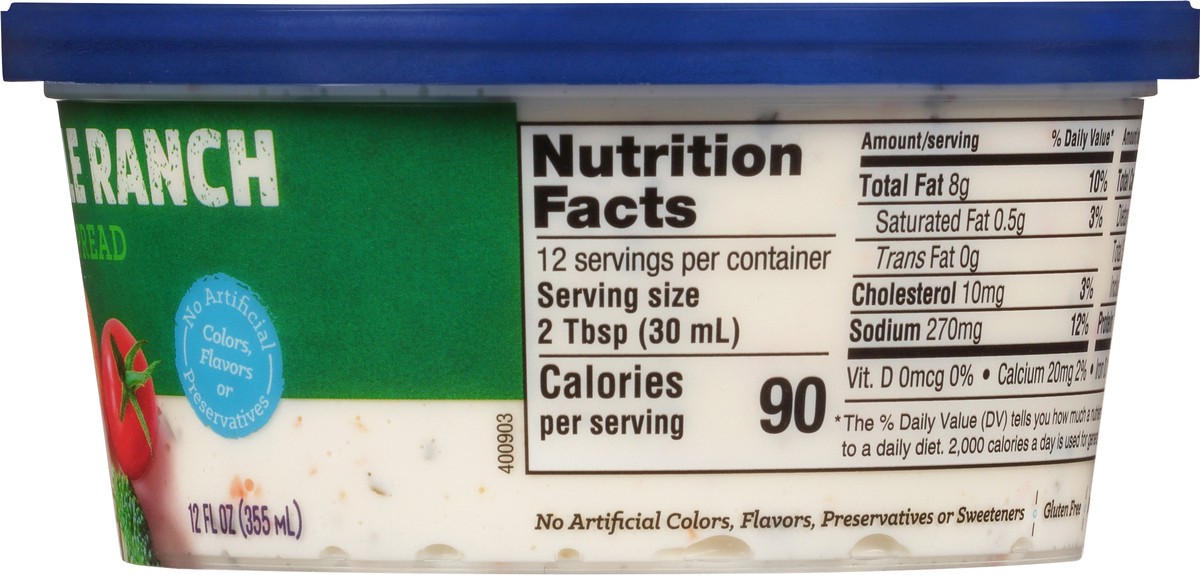 E RANCH
READ
No Artificial
Colors,
Flavors
or
Preservatives
12 FL OZ (355 mL)
400903
Nutrition
Facts
12 servings per container
Serving size
2 Tbsp (30 mL)
Calories
per serving
90
Amount/serving % Daily Value*
Total Fat 8g 10%
Saturated Fat 0.5g 3%
Trans Fat 0g
Cholesterol 10mg 3%
Sodium 270mg 12%
Vit. D 0mcg 0% • Calcium 20mg 2% • Iron
*The % Daily Value (DV) tells you how much a
to a daily diet. 2,000 calories a day is used for
No Artificial Colors, Flavors, Preservatives or Sweeteners
Gluten Free